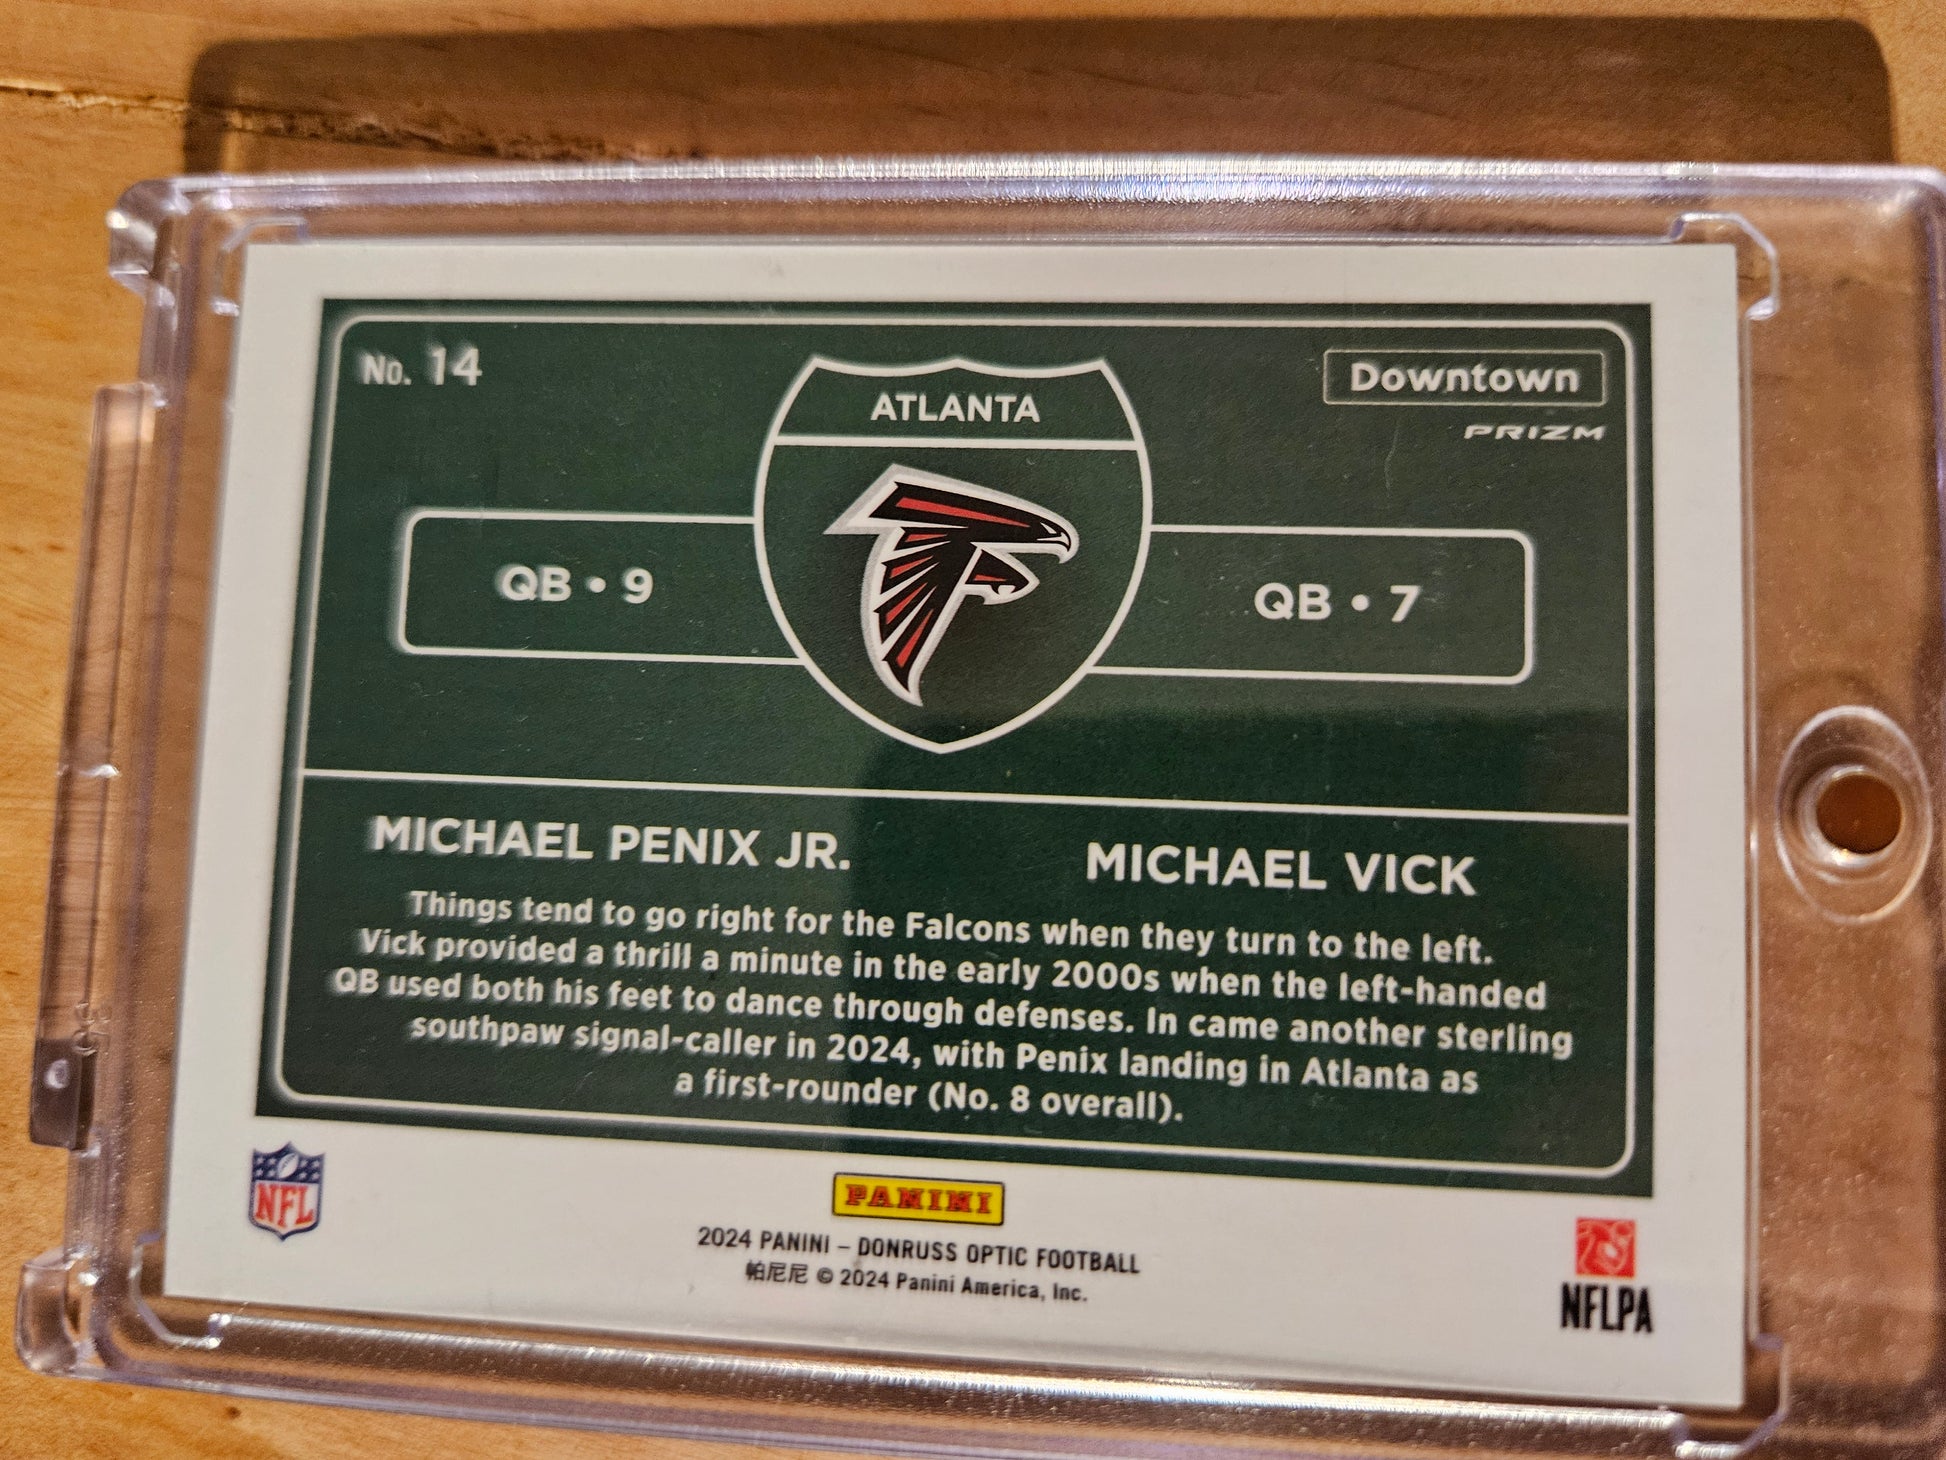 No. 14
Downtown
PRIZM
ATLANTA
QB • 9
QB • 7
MICHAEL PENIX JR.
MICHAEL VICK
Things tend to go right for the Falcons when they turn to the left.
Vick provided a thrill a minute in the early 2000s when the left-handed
QB used both his feet to dance through defenses. In came another sterling
southpaw signal-caller in 2024, with Penix landing in Atlanta as
a first-rounder (No. 8 overall).
NFL
PANINI
2024 PANINI – DONRUSS OPTIC FOOTBALL
帕尼尼 © 2024 Panini America, Inc.
NFLPA